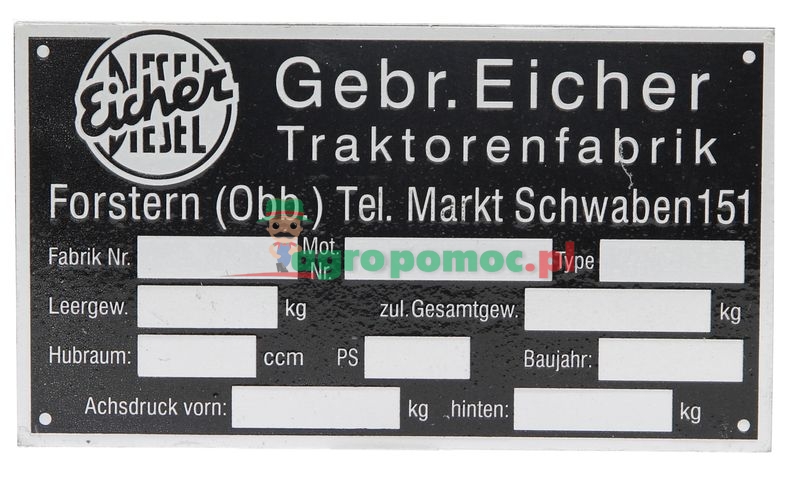 DIESEL
Eicher
DIESEL
Gebr. Eicher
Traktorenfabrik
Forstern (Obb.) Tel. Markt Schwaben 151
Fabrik Nr. Mot. Nr. Type
agropomoc.pl
Leergew. kg zul. Gesamtgew. kg
Hubraum: ccm PS Baujahr:
Achsdruck vorn: kg hinten: kg